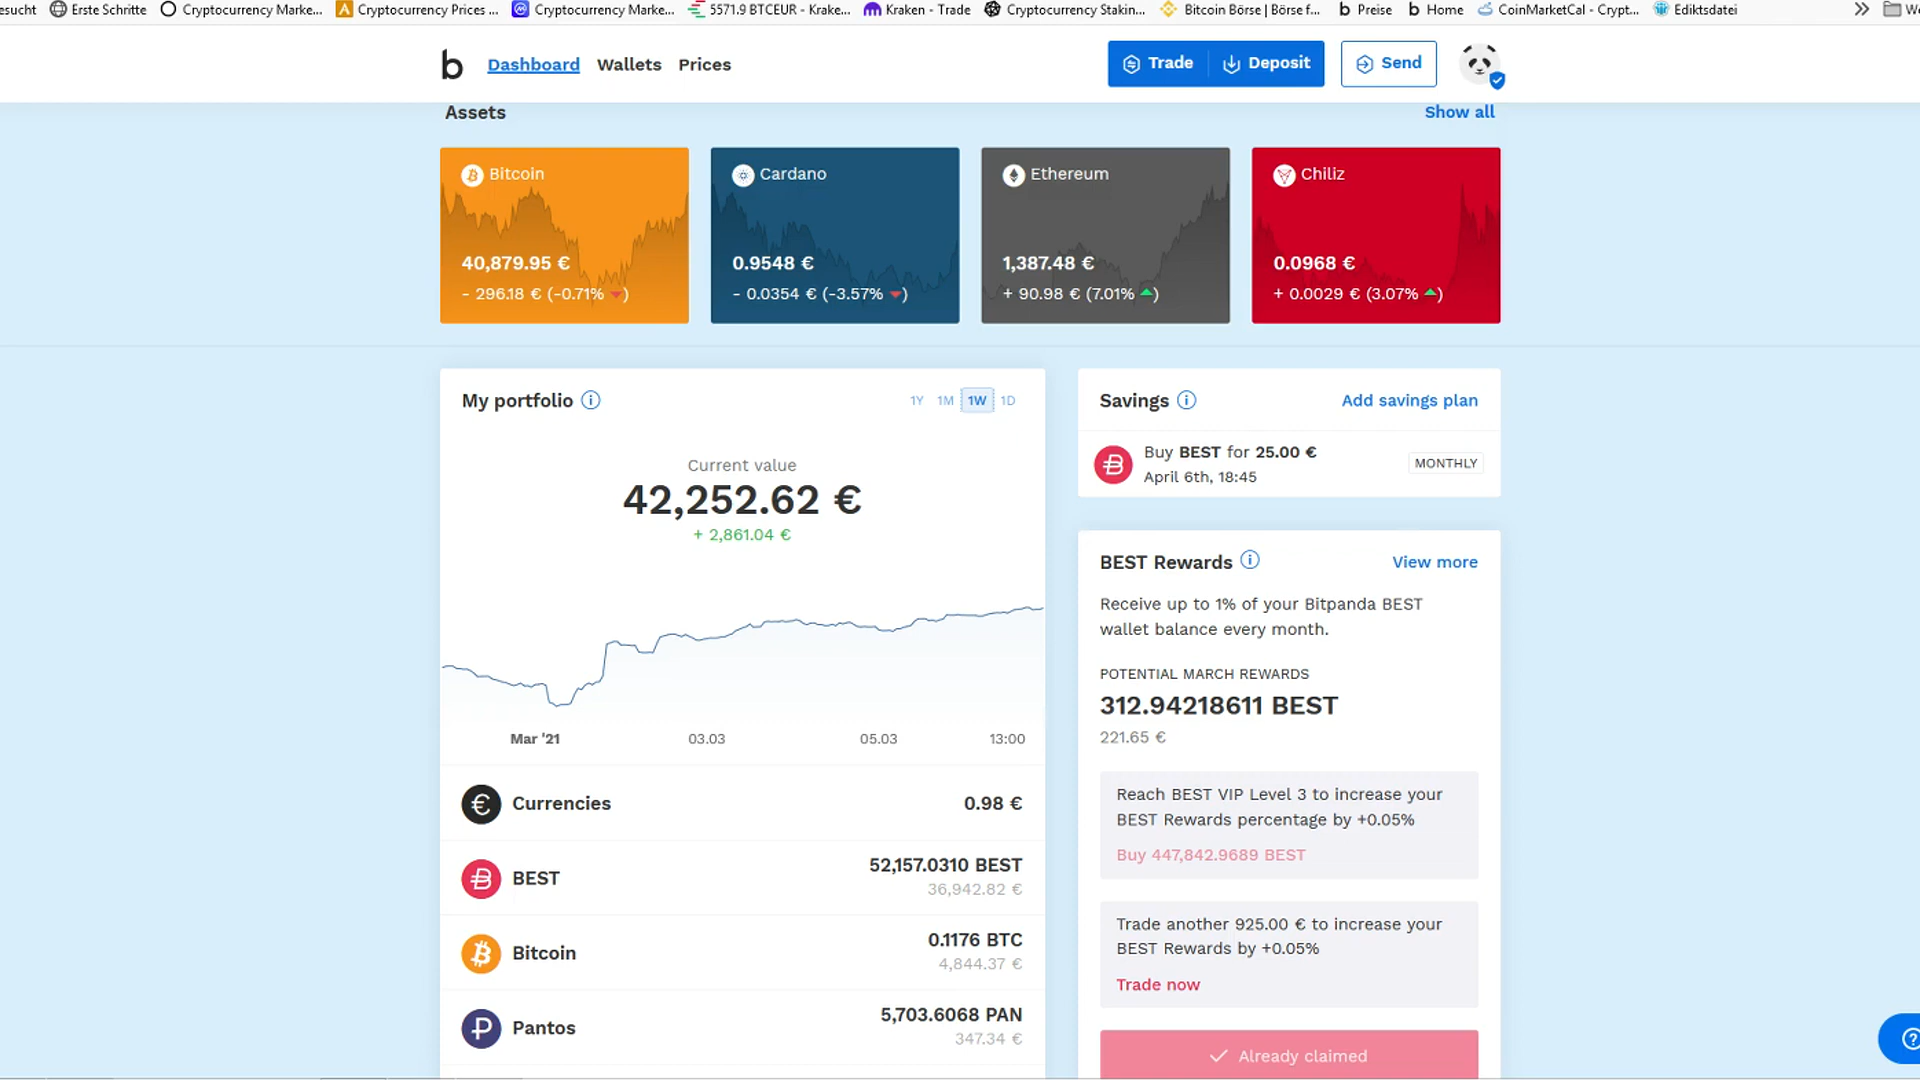 esucht Erste Schritte Cryptocurrency Marke... Cryptocurrency Prices ... Cryptocurrency Marke... 5571.9 BTCEUR - Krake... Kraken - Trade Cryptocurrency Stakin... Bitcoin Börse | Börse f... Preise Home CoinMarketCal - Crypt... Ediktsdatei
b Dashboard Wallets Prices Trade Deposit Send
Assets Show all
Bitcoin Cardano Ethereum Chiliz
40,879.95 € 0.9548 € 1,387.48 € 0.0968 €
- 296.18 € (-0.71% ) - 0.0354 € (-3.57% ) + 90.98 € (7.01% ) + 0.0029 € (3.07% )
My portfolio 1Y 1M 1W 1D
Current value
42,252.62 €
+ 2,861.04 €
Mar '21 03.03 05.03 13:00
Currencies 0.98 €
BEST 52,157.0310 BEST
36,942.82 €
Bitcoin 0.1176 BTC
4,844.37 €
Pantos 5,703.6068 PAN
347.34 €
Savings Add savings plan
Buy BEST for 25.00 €
April 6th, 18:45
MONTHLY
BEST Rewards View more
Receive up to 1% of your Bitpanda BEST
wallet balance every month.
POTENTIAL MARCH REWARDS
312.94218611 BEST
221.65 €
Reach BEST VIP Level 3 to increase your
BEST Rewards percentage by +0.05%
Buy 447,842.9689 BEST
Trade another 925.00 € to increase your
BEST Rewards by +0.05%
Trade now
Already claimed